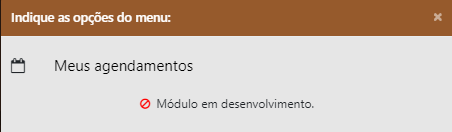 Indique as opções do menu:
Meus agendamentos
Módulo em desenvolvimento.